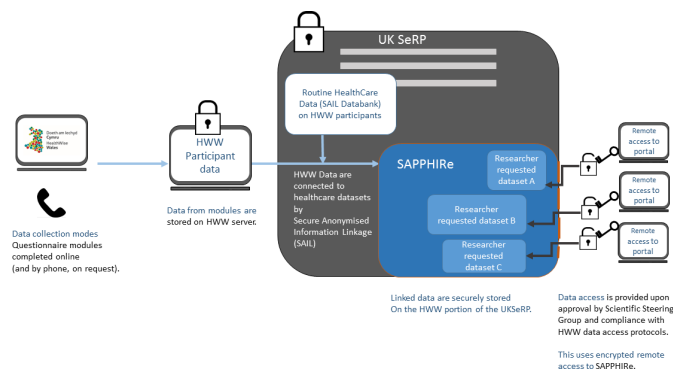 UK SeRP
Routine HealthCare
Data (SAIL Databank)
on HWW participants
HWW
Participant
data
SAPPHIRe
Researcher
requested
dataset A
Researcher
requested dataset B
Researcher
requested
dataset C
HWW Data are
connected to
healthcare datasets
by
Secure Anonymised
Information Linkage
(SAIL)
Remote
access to
portal
Remote
access to
portal
Remote
access to
portal
Data collection modes
Questionnaire modules
completed online
(and by phone, on request).
Data from modules are
stored on HWW server.
Linked data are securely stored
On the HWW portion of the UKSeRP.
Data access is provided upon
approval by Scientific Steering
Group and compliance with
HWW data access protocols.
This uses encrypted remote
access to SAPPHIRe.
Cymru
HealthWise
Wales